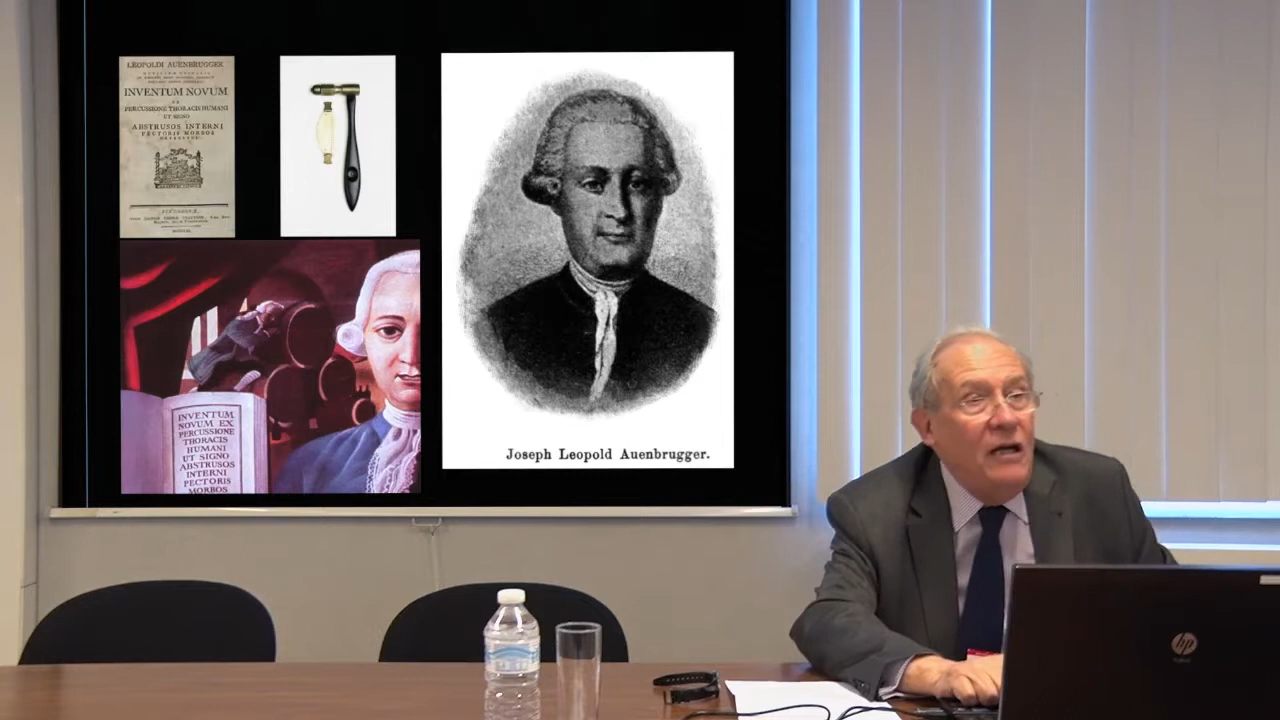 LEOPOLDI AUENBRUGGER
INVENTUM NOVUM
EX
PERCUSSIONE THORACIS HUMANI
UT SIGNO
ABSTRUSOS INTERNI
PECTORIS MORBOS
INVENTUM
NOVUM EX
PERCUSSIONE
THORACIS
HUMANI
UT SIGNO
ABSTRUSOS
INTERNI
PECTORIS
MORBOS
Joseph Leopold Auenbrugger.
hp